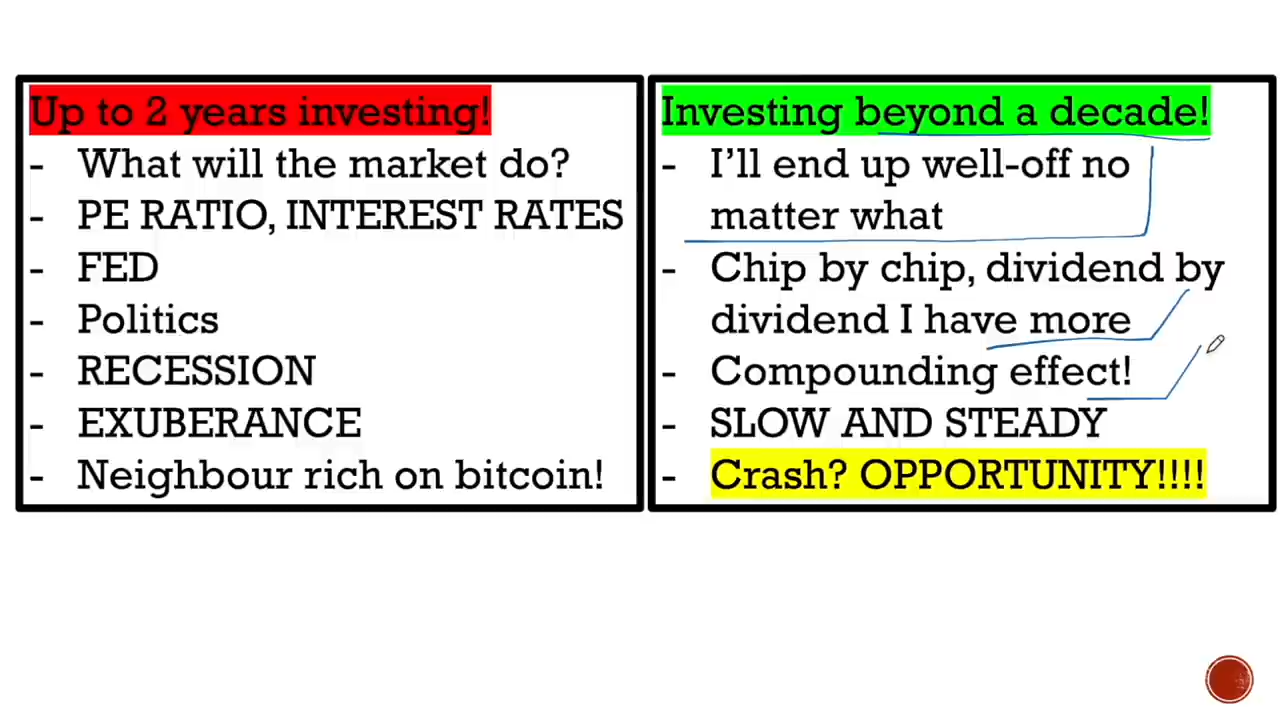 Up to 2 years investing!
- What will the market do?
- PE RATIO, INTEREST RATES
- FED
- Politics
- RECESSION
- EXUBERANCE
- Neighbour rich on bitcoin!
Investing beyond a decade!
- I'll end up well-off no
matter what
- Chip by chip, dividend by
dividend I have more
- Compounding effect!
- SLOW AND STEADY
- Crash? OPPORTUNITY!!!!